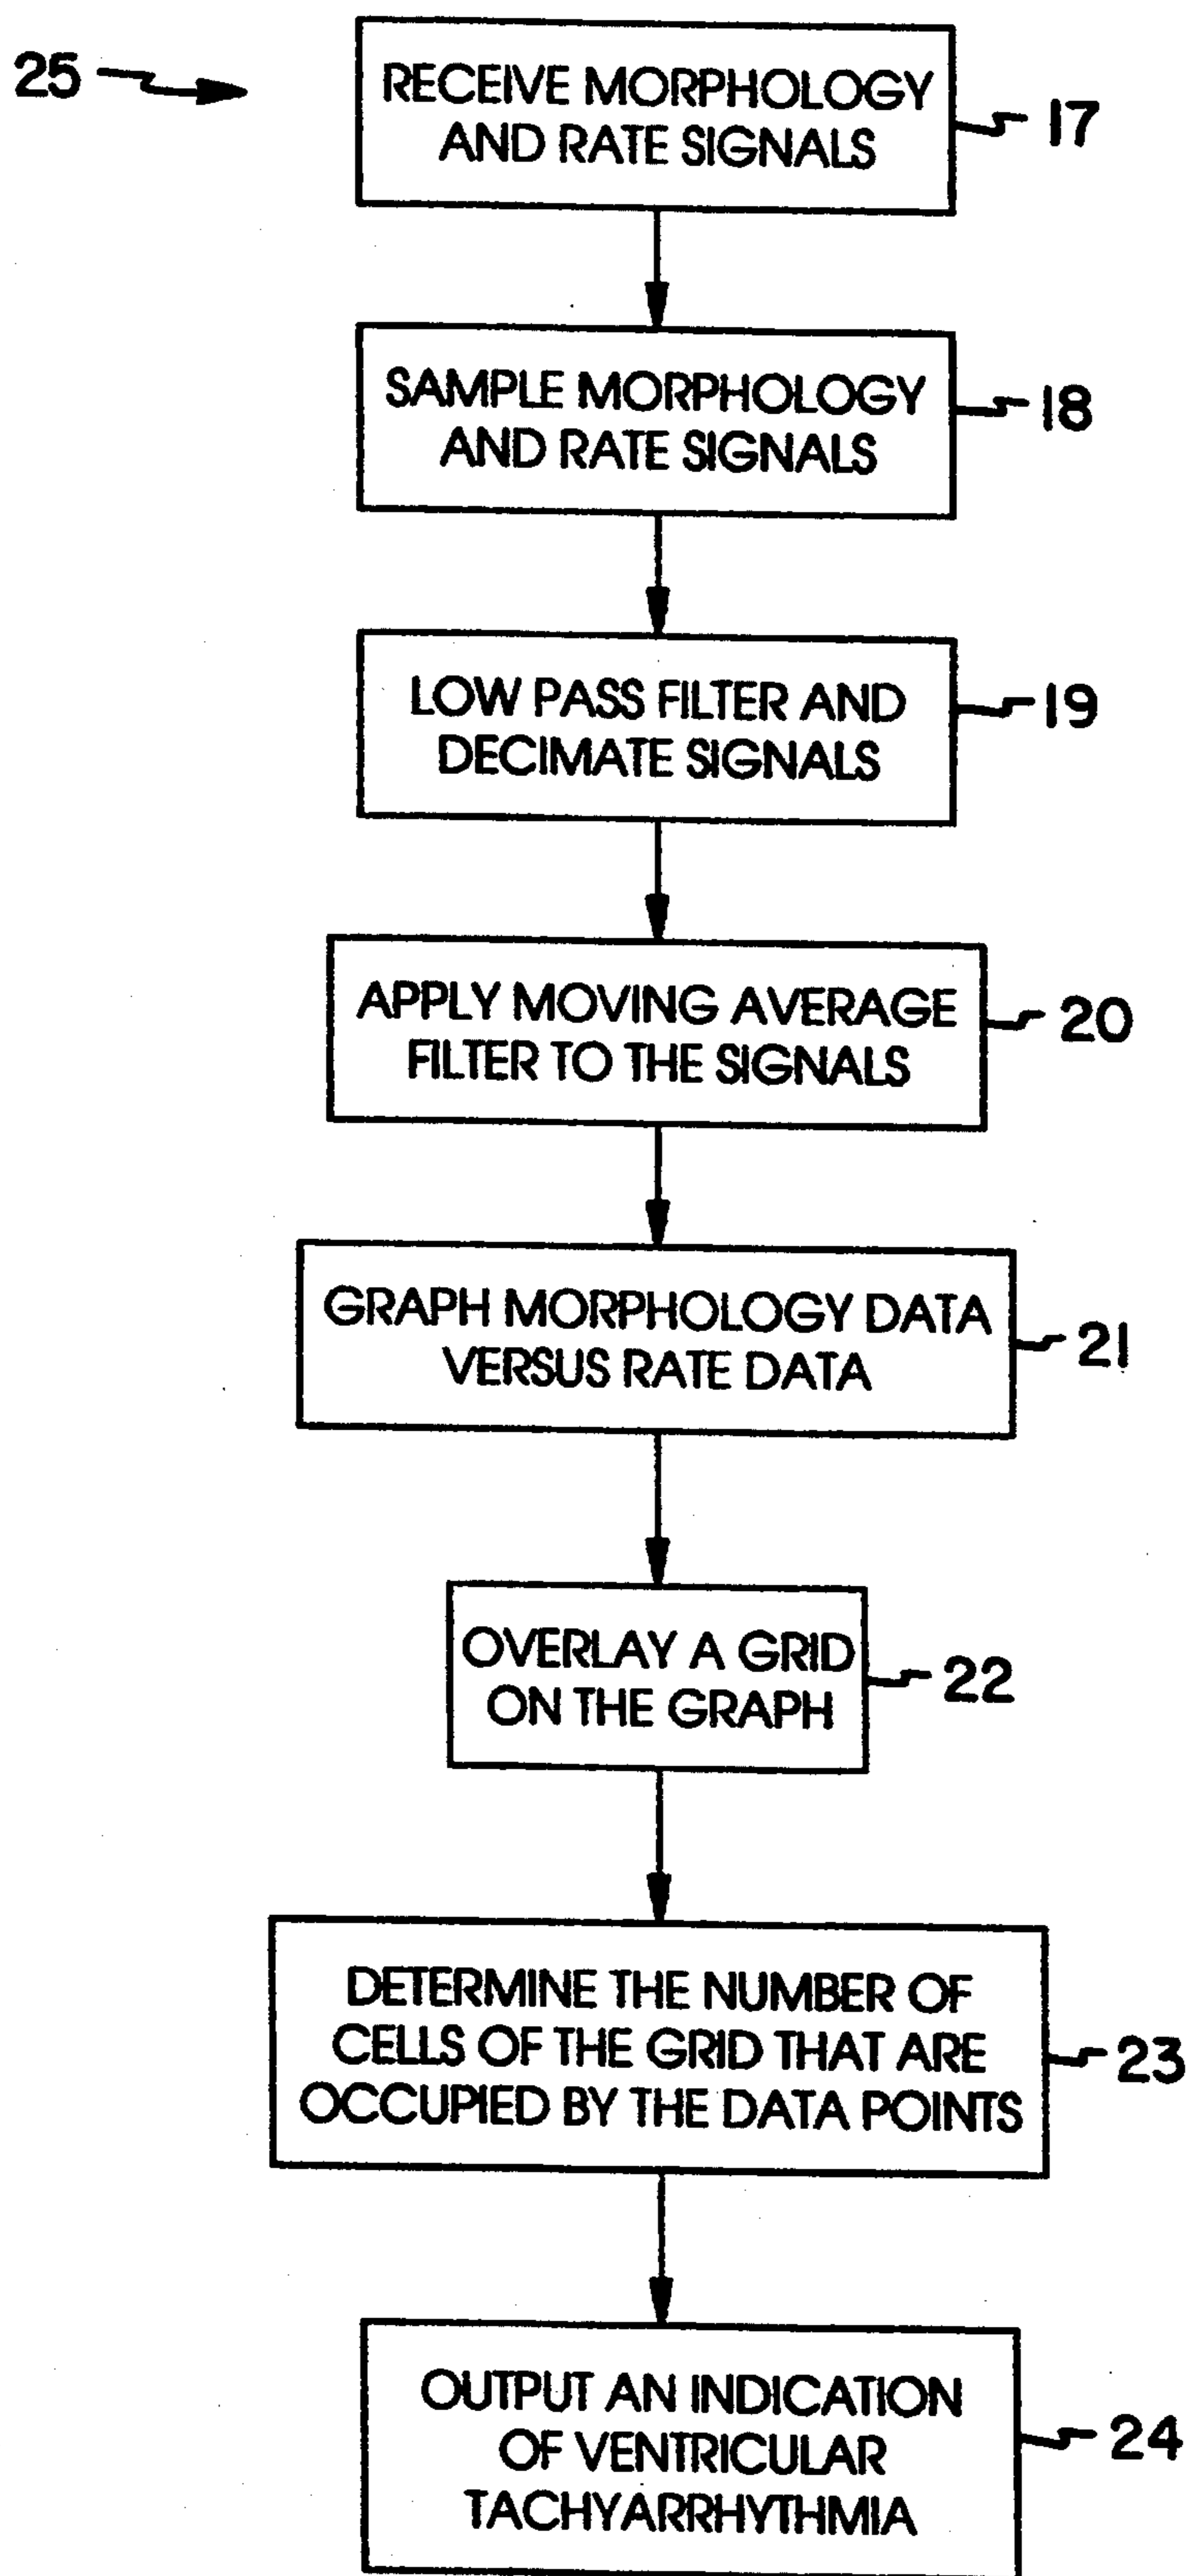 25
RECEIVE MORPHOLOGY
AND RATE SIGNALS
17
SAMPLE MORPHOLOGY
AND RATE SIGNALS
18
LOW PASS FILTER AND
DECIMATE SIGNALS
19
APPLY MOVING AVERAGE
FILTER TO THE SIGNALS
20
GRAPH MORPHOLOGY DATA
VERSUS RATE DATA
21
OVERLAY A GRID
ON THE GRAPH
22
DETERMINE THE NUMBER OF
CELLS OF THE GRID THAT ARE
OCCUPIED BY THE DATA POINTS
23
OUTPUT AN INDICATION
OF VENTRICULAR
TACHYARRHYTHMIA
24